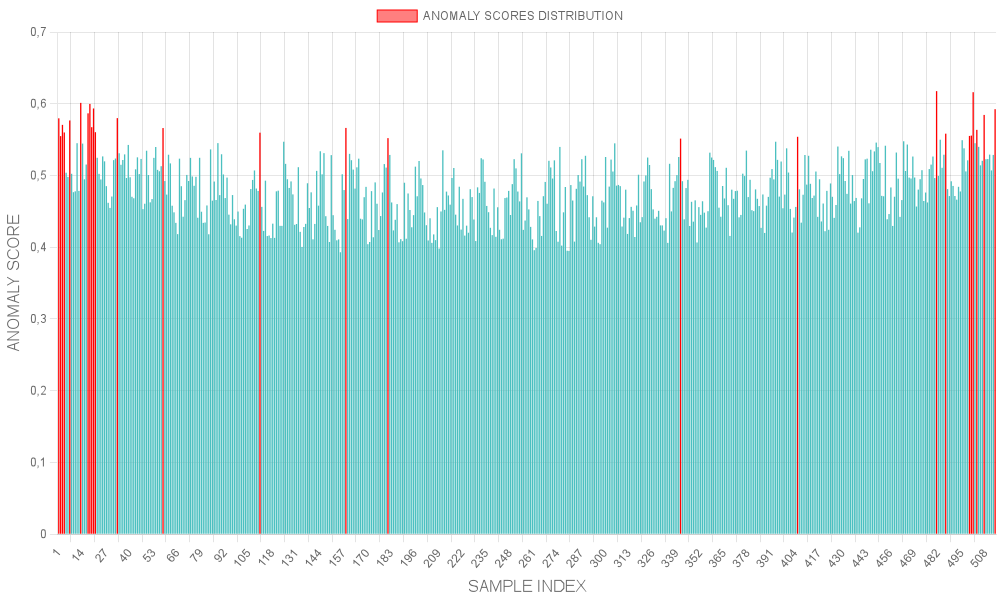 ANOMALY SCORES DISTRIBUTION
0,7
0,6
0,5
0,4
0,3
0,2
0,1
0
ANOMALY SCORE
1 14 27 40 53 66 79 92 105 118 131 144 157 170 183 196 209 222 235 248 261 274 287 300 313 326 339 352 365 378 391 404 417 430 443 456 469 482 495 508
SAMPLE INDEX